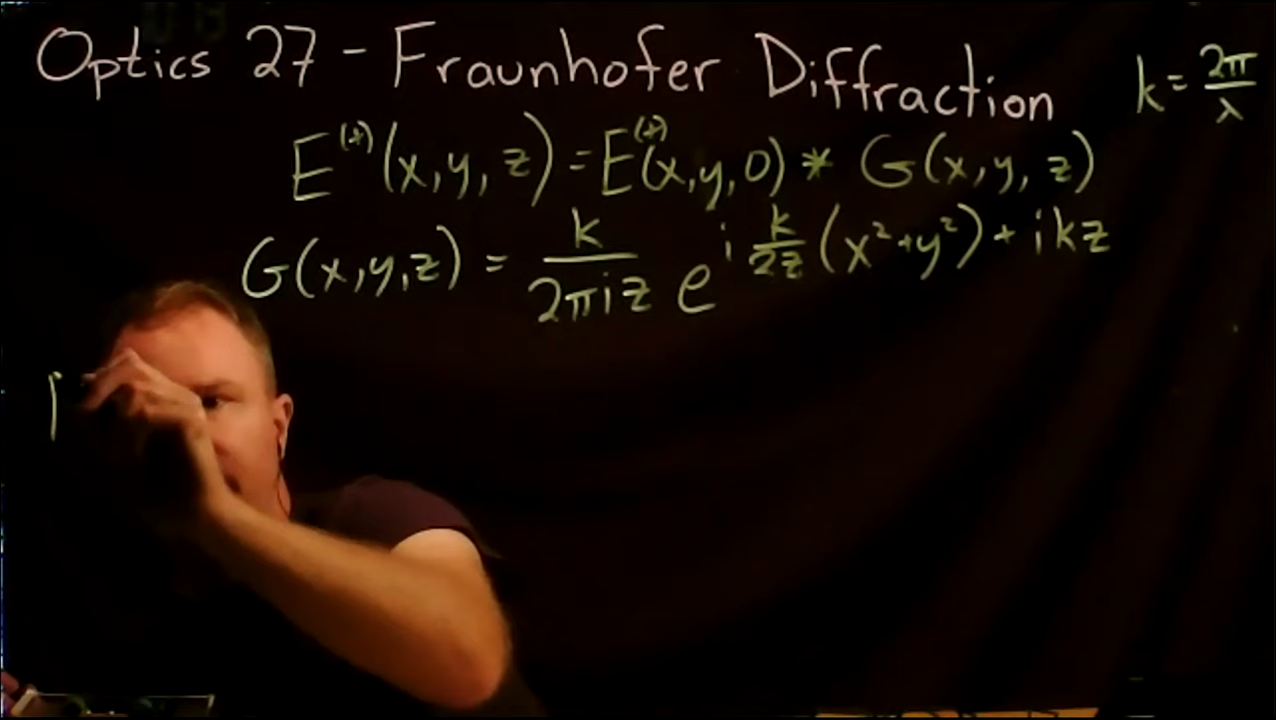 Optics 27 - Fraunhofer Diffraction
k = 2π/λ
E⁽⁺⁾(x,y,z) = E⁽⁺⁾(x,y,0) * G(x,y,z)
G(x,y,z) = k/(2πiz) e^(i k/(2z) (x²+y²) + ikz)